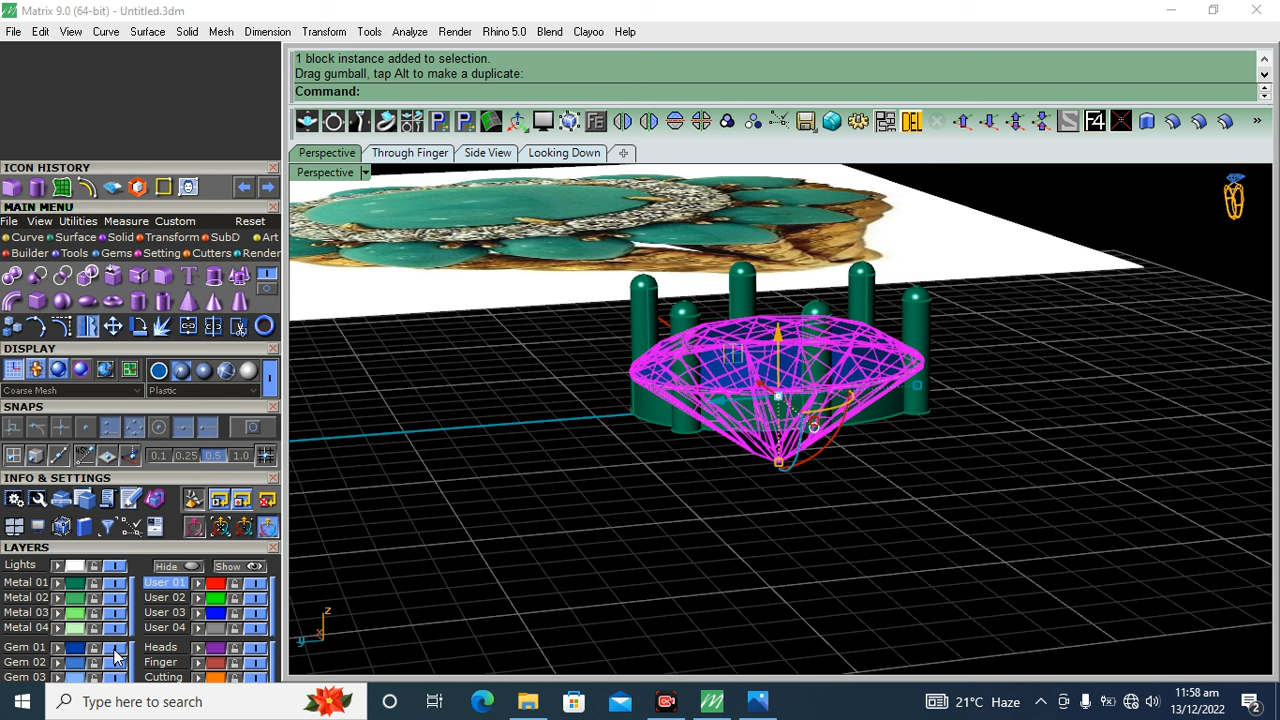 Matrix 9.0 (64-bit) - Untitled.3dm
File Edit View Curve Surface Solid Mesh Dimension Transform Tools Analyze Render Rhino 5.0 Blend Clayoo Help
1 block instance added to selection.
Drag gumball, tap Alt to make a duplicate:
Command:
FE DEL F4 »
Perspective Through Finger Side View Looking Down
Perspective
ICON HISTORY
MAIN MENU
File View Utilities Measure Custom Reset
Curve Surface Solid Transform SubD Art
Builder Tools Gems Setting Cutters Render
DISPLAY
Coarse Mesh Plastic
SNAPS
0.1 0.25 0.5 1.0
INFO & SETTINGS
LAYERS
Lights Hide Show
Metal 01 User 01
Metal 02 User 02
Metal 03 User 03
Metal 04 User 04
Gem 01 Heads
Gem 02 Finger
Gem 03 Cutting
z
y
x
Type here to search
21°C Haze
11:58 am
13/12/2022
2